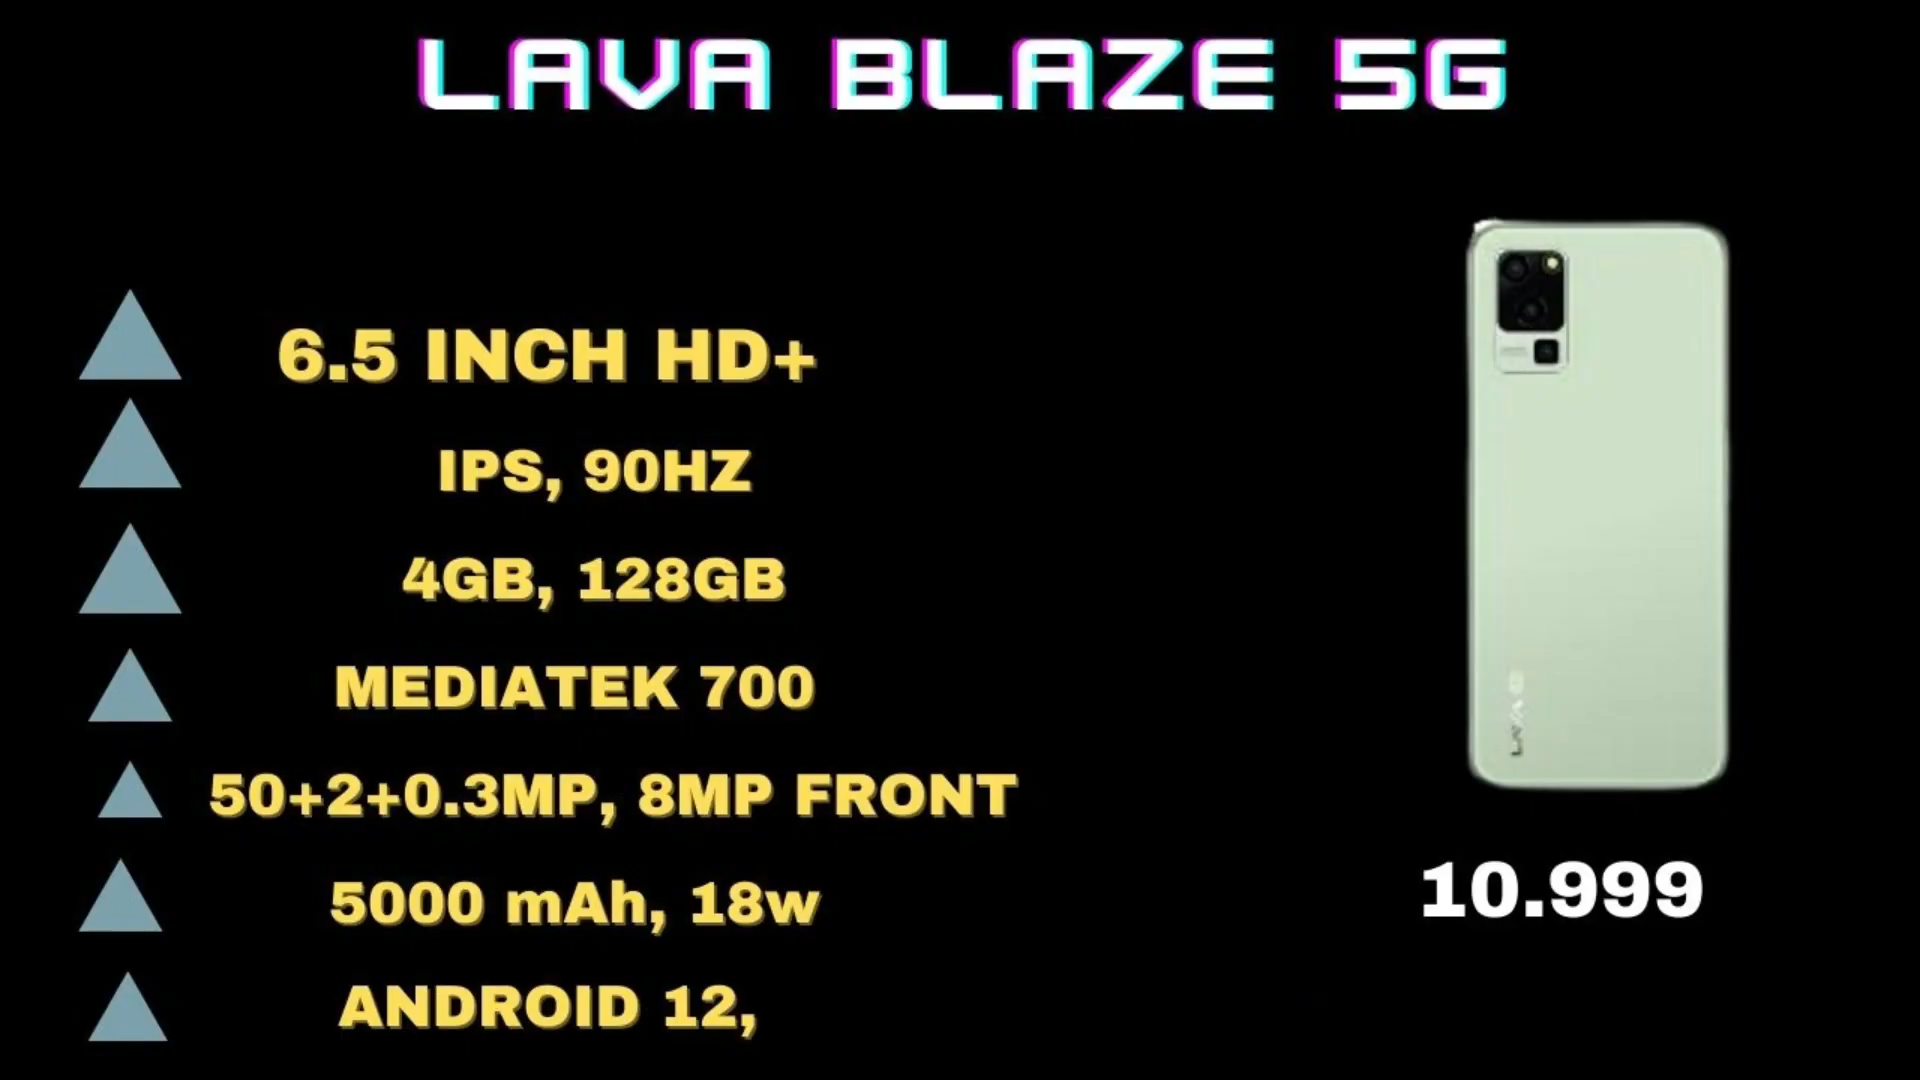 LAVA BLAZE 5G
6.5 INCH HD+
IPS, 90HZ
4GB, 128GB
MEDIATEK 700
50+2+0.3MP, 8MP FRONT
5000 mAh, 18w
ANDROID 12,
LAVA
10.999